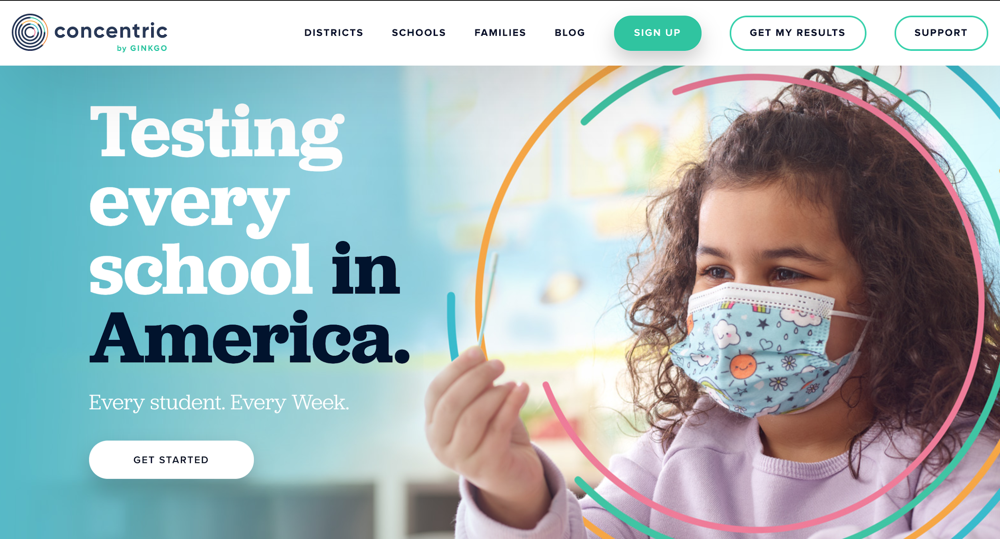 concentric
by GINKGO
DISTRICTS
SCHOOLS
FAMILIES
BLOG
SIGN UP
GET MY RESULTS
SUPPORT
Testing
every
school in
America.
Every student. Every Week.
GET STARTED